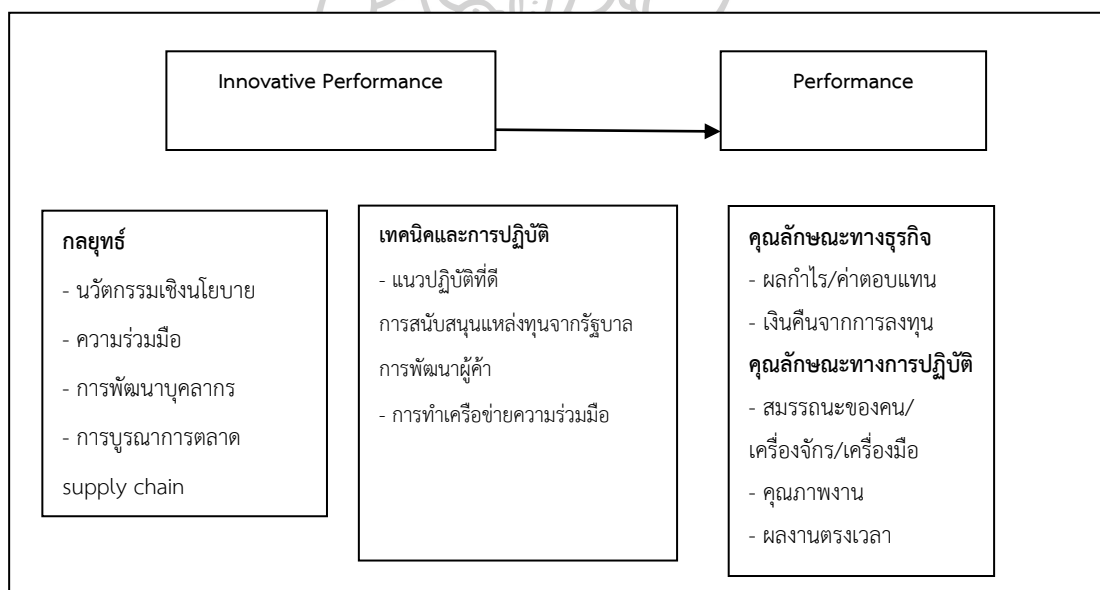 Innovative Performance
Performance
กลยุทธ์
- นวัตกรรมเชิงนโยบาย
- ความร่วมมือ
- การพัฒนาบุคลากร
- การบูรณาการตลาด
supply chain
เทคนิคและการปฏิบัติ
- แนวปฏิบัติที่ดี
การสนับสนุนแหล่งทุนจากรัฐบาล
การพัฒนาผู้ค้า
- การทำเครือข่ายความร่วมมือ
คุณลักษณะทางธุรกิจ
- ผลกำไร/ค่าตอบแทน
- เงินคืนจากการลงทุน
คุณลักษณะทางการปฏิบัติ
- สมรรถนะของคน/
เครื่องจักร/เครื่องมือ
- คุณภาพงาน
- ผลงานตรงเวลา